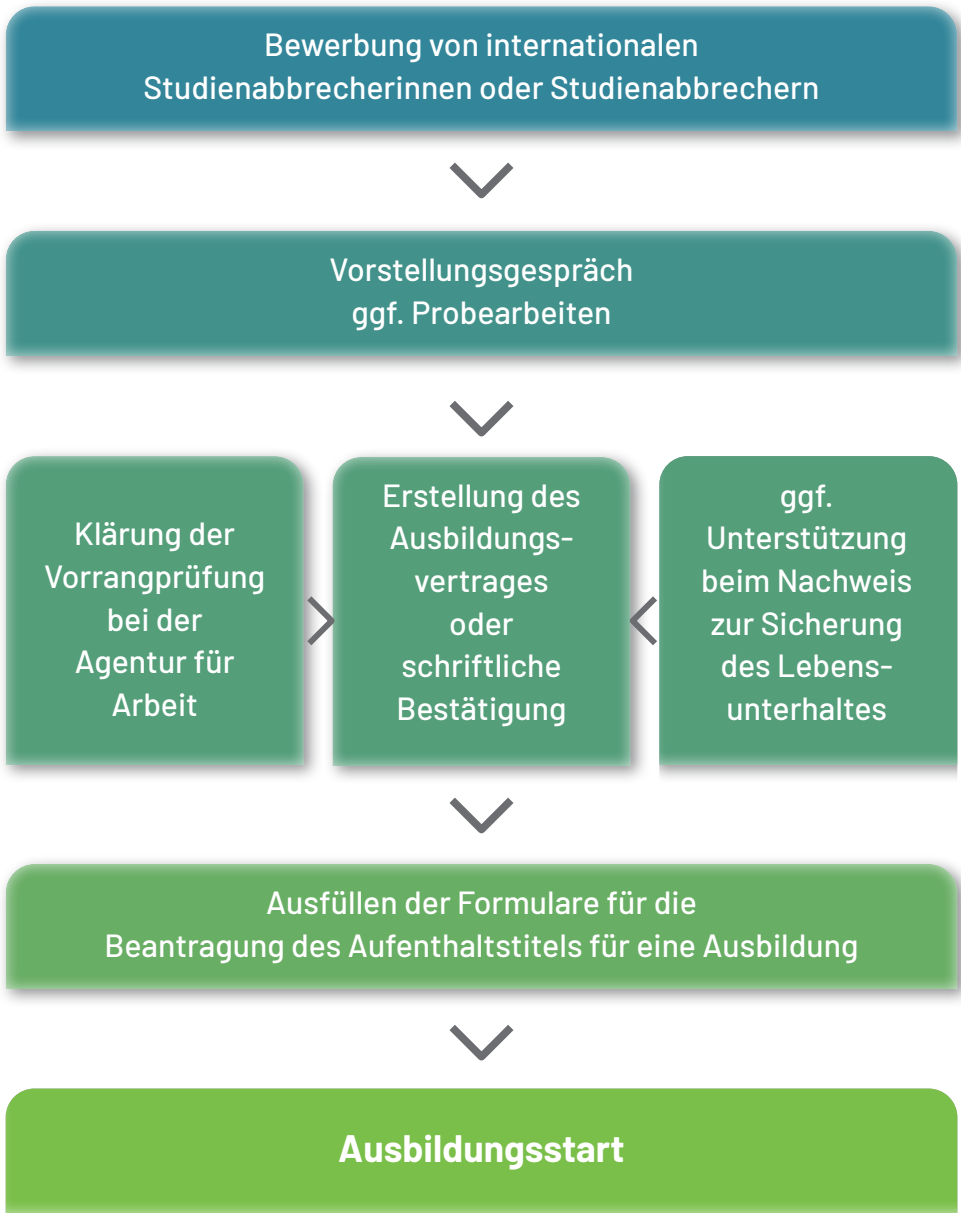 Bewerbung von internationalen
Studienabbrecherinnen oder Studienabbrechern
Vorstellungsgespräch
ggf. Probearbeiten
Klärung der
Vorrangprüfung
bei der
Agentur für
Arbeit
Erstellung des
Ausbildungs-
vertrages
oder
schriftliche
Bestätigung
ggf.
Unterstützung
beim Nachweis
zur Sicherung
des Lebens-
unterhaltes
Ausfüllen der Formulare für die
Beantragung des Aufenthaltstitels für eine Ausbildung
Ausbildungsstart